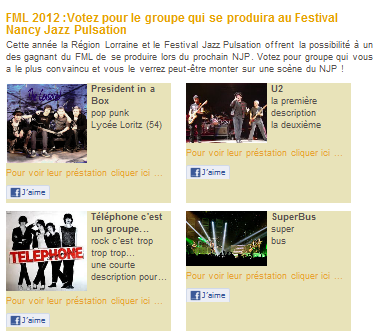 FML 2012 :Votez pour le groupe qui se produira au Festival
Nancy Jazz Pulsation
Cette année la Région Lorraine et le Festival Jazz Pulsation offrent la possibilité à un
des gagnant du FML de se produire lors du prochain NJP. Votez pour groupe qui vous
a le plus convaincu et vous le verrez peut-être monter sur une scène du NJP !
President in a
Box
pop punk
Lycée Loritz (54)
Pour voir leur préstation cliquer ici ...
J'aime
U2
la première
description
la deuxième
Pour voir leur préstation cliquer ici ...
J'aime
TELEPHONE
Téléphone c'est
un groupe...
rock c'est trop
trop trop...
une courte
description pour...
Pour voir leur préstation cliquer ici ...
J'aime
SuperBus
super
bus
Pour voir leur préstation cliquer ici ...
J'aime